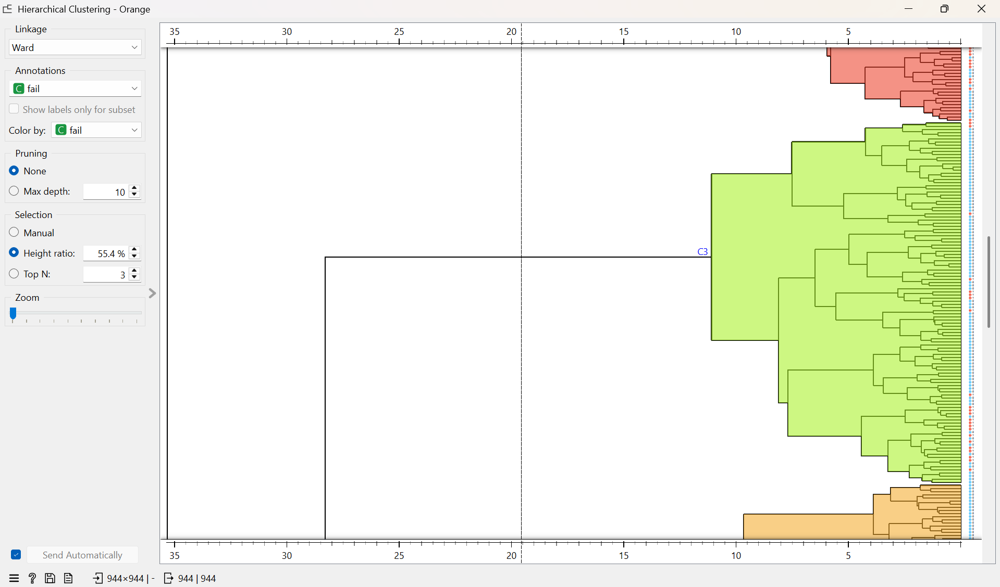 Hierarchical Clustering - Orange
Linkage
Ward
Annotations
C fail
Show labels only for subset
Color by: C fail
Pruning
None
Max depth: 10
Selection
Manual
Height ratio: 55.4 %
Top N: 3
Zoom
Send Automatically
944×944 | -
944 | 944
35 30 25 20 15 10 5
C3
35 30 25 20 15 10 5